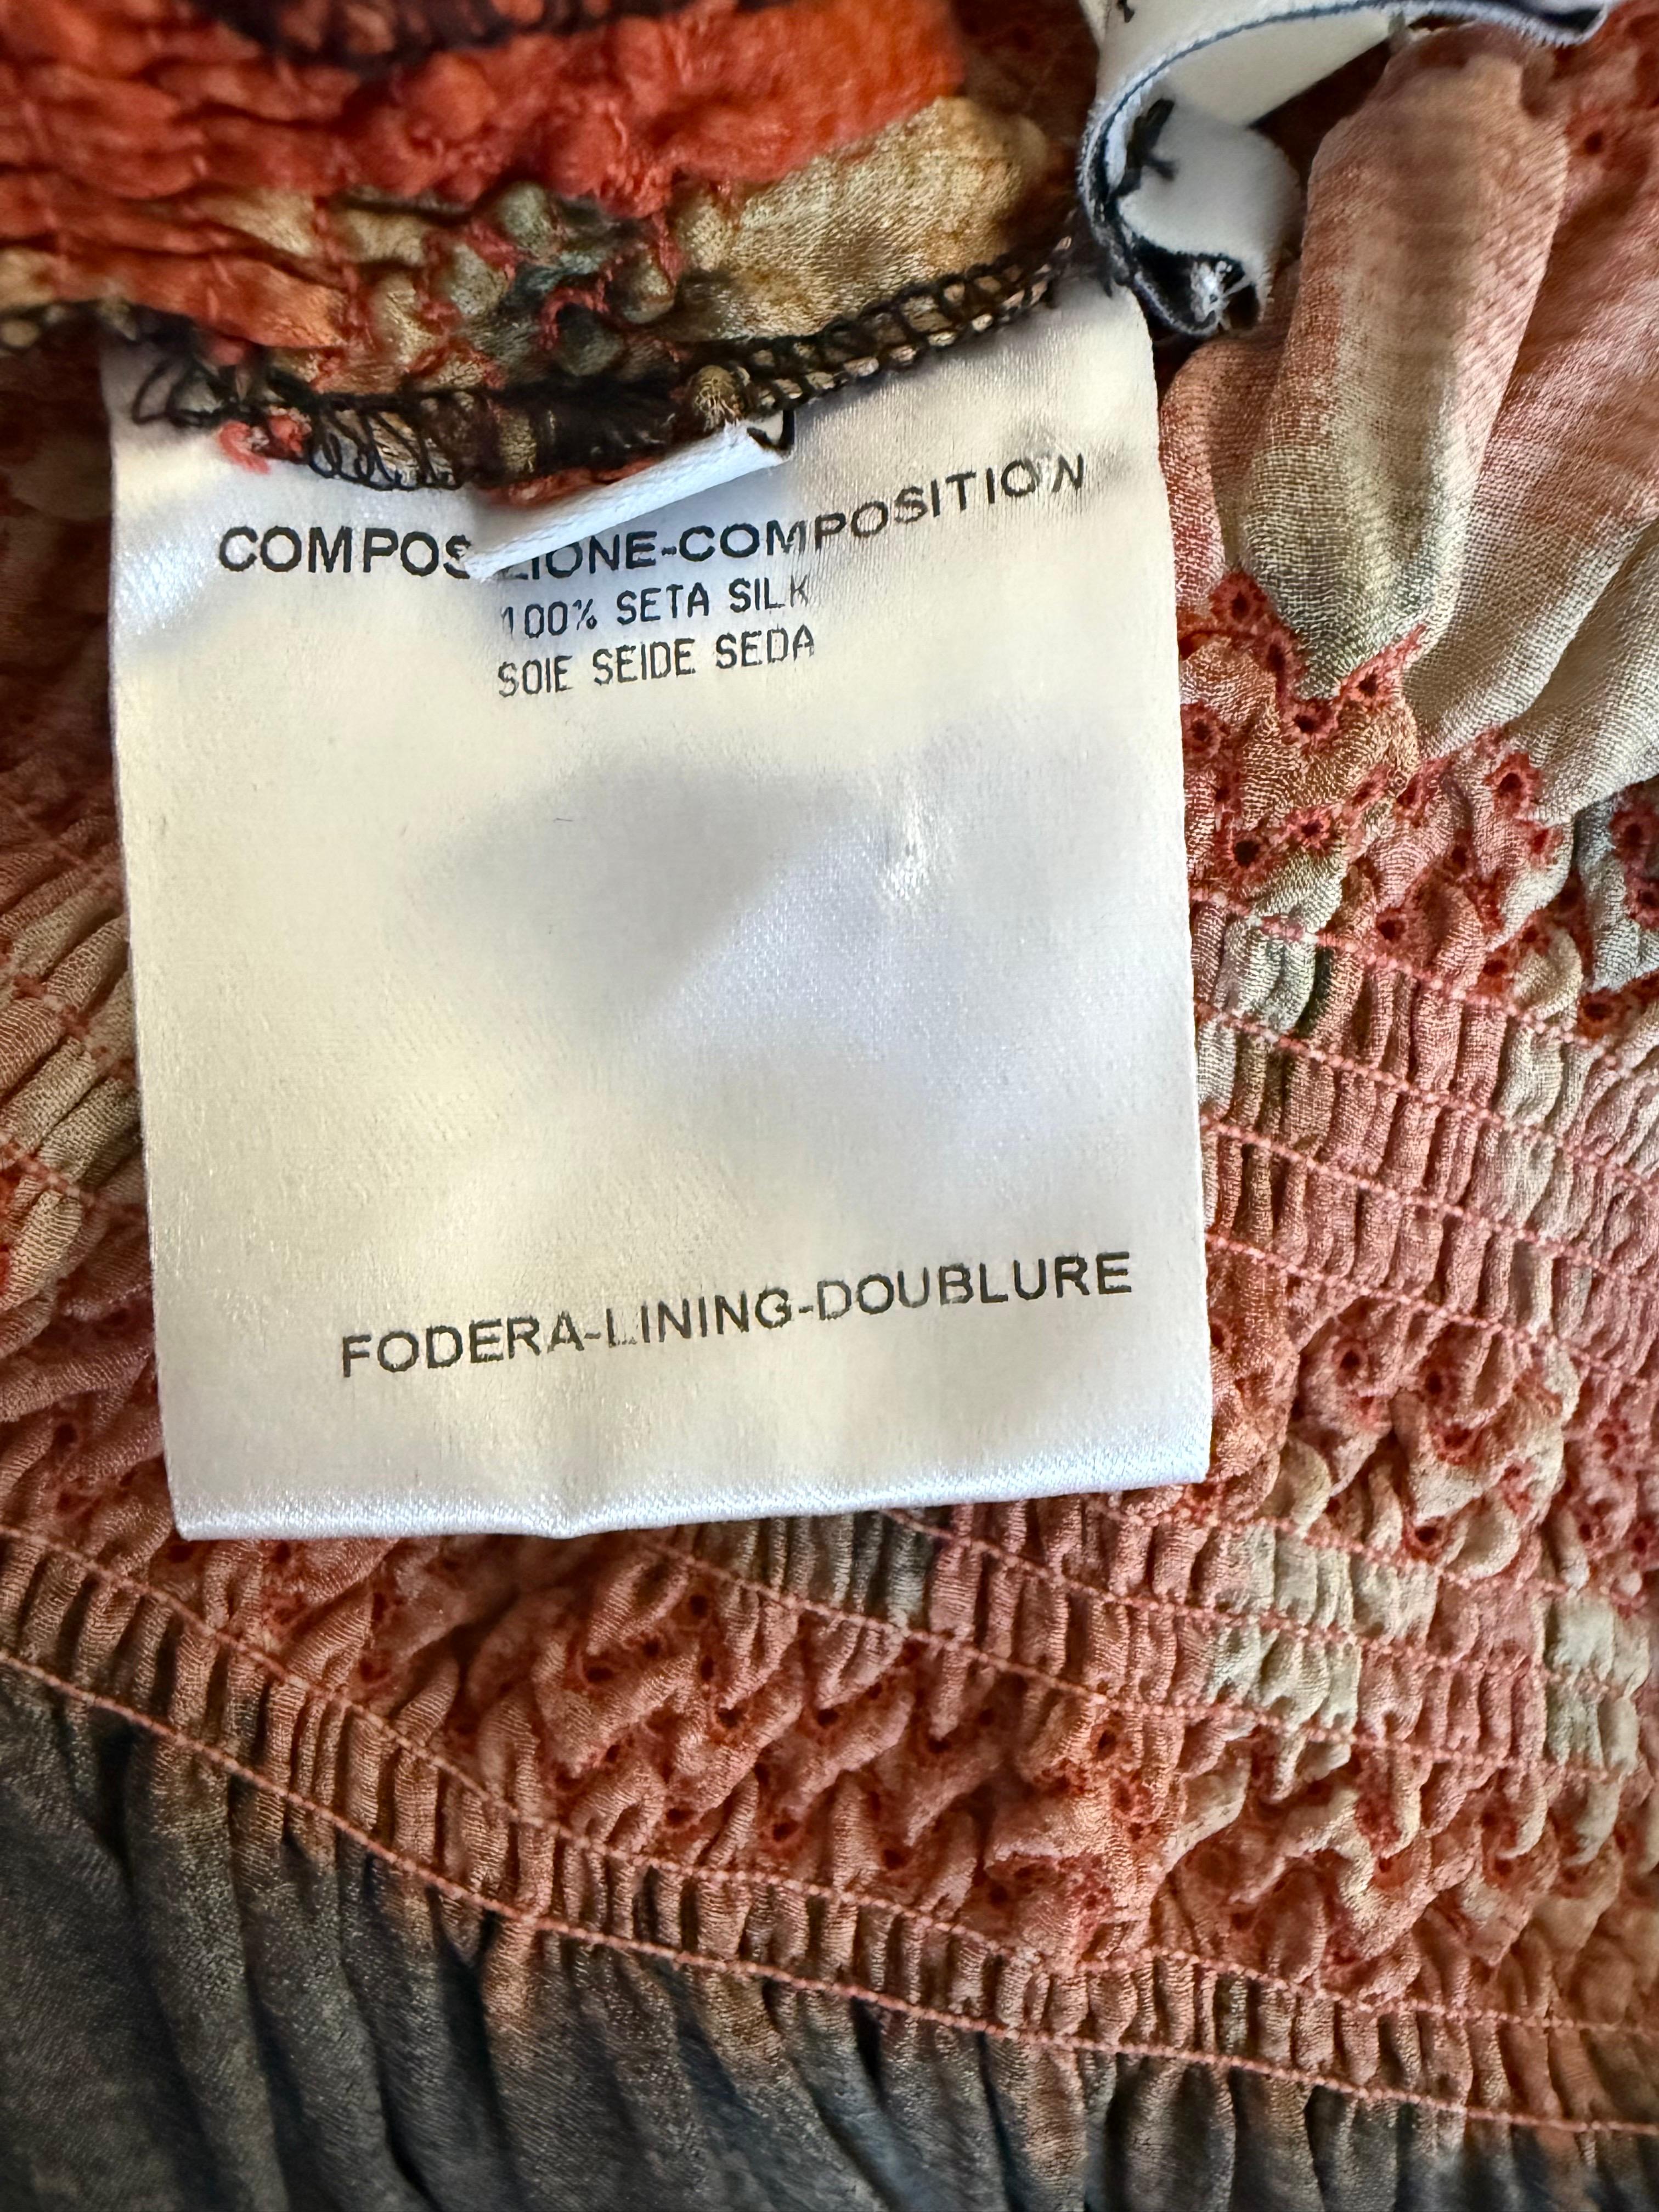 COMPOSIZIONE-COMPOSITION
100% SETA SILK
SOIE SEIDE SEDA
FODERA-LINING-DOUBLURE